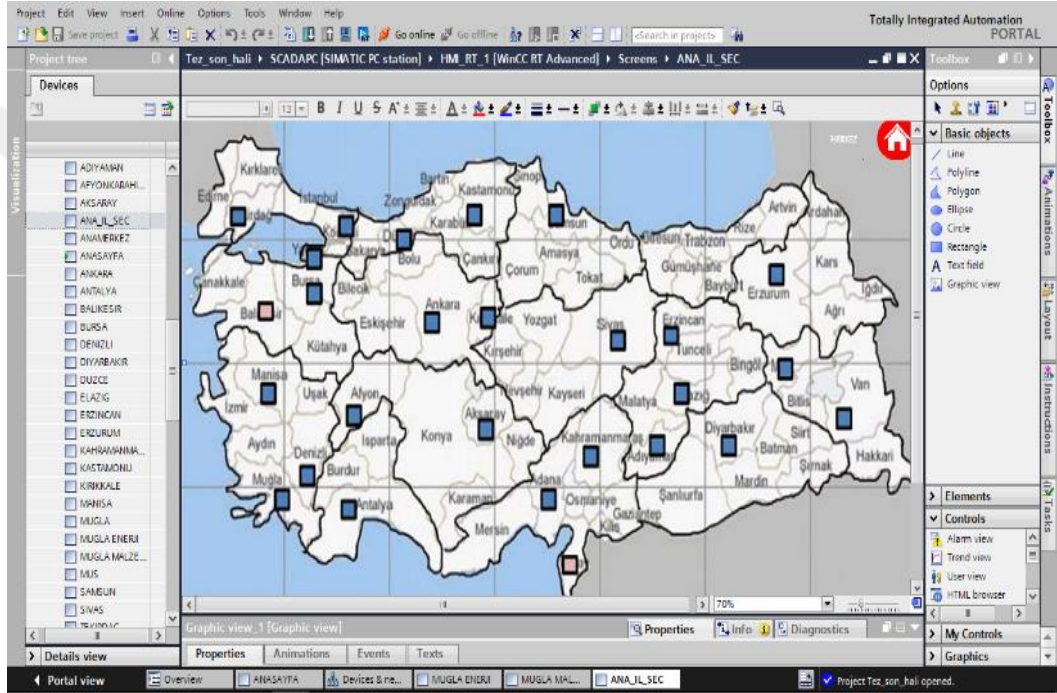 Project Edit View Insert Online Options Tools Window Help
Totally Integrated Automation
PORTAL
Save project
Go online
Go offline
<Search in project>
Project tree
Tez_son_hali ▸ SCADAPC [SIMATIC PC station] ▸ HMI_RT_1 [WinCC RT Advanced] ▸ Screens ▸ ANA_IL_SEC
Toolbox
Devices
Options
Visualization
ADIYAMAN
AFYONKARAHI...
AKSARAY
ANA_IL_SEC
ANAMERKEZ
ANASAYFA
ANKARA
ANTALYA
BALIKESIR
BURSA
DENIZLI
DIYARBAKIR
DUZCE
ELAZIG
ERZINCAN
ERZURUM
KAHRAMANMA...
KASTAMONU
KIRIKKALE
MANISA
MUGLA
MUGLA ENERJI
MUGLA MALZE...
MUS
SAMSUN
SIVAS
Details view
B I U S A
MERKEZ
Kırklareli
Edirne
İstanbul
Zonguldak
Bartın
Kastamonu
Sinop
Karabü
Bolu
Çankırı
Çorum
Amasya
Tokat
Ordu
Giresun
Trabzon
Rize
Artvin
Ardahan
Kars
Iğdır
Ağrı
Gümüşhane
Bayburt
Erzurum
Erzincan
Tunceli
Bingöl
Çanakkale
Bilecik
Eskişehir
Ankara
Yozgat
Sivas
Kütahya
Kırşehir
Manisa
İzmir
Uşak
Afyon
Aksaray
Nevşehir
Kayseri
Malatya
Van
Bitlis
Aydın
Denizli
Isparta
Konya
Niğde
Kahramanmaraş
Adıyaman
Diyarbakır
Batman
Siirt
Şırnak
Hakkari
Mardin
Muğla
Burdur
Antalya
Karaman
Mersin
Adana
Osmaniye
Gaziantep
Kilis
Şanlıurfa
70%
Basic objects
Line
Polyline
Polygon
Ellipse
Circle
Rectangle
Text field
Graphic view
Elements
Controls
Alarm view
Trend view
User view
HTML browser
My Controls
Graphics
Toolbox
Animations
Layout
Instructions
Tasks
Graphic view_1 [Graphic view]
Properties Info Diagnostics
Properties Animations Events Texts
Portal view Overview ANASAYFA Devices & ne... MUGLA ENERJI MUGLA MAL... ANA_IL_SEC
Project Tez_son_hali opened.